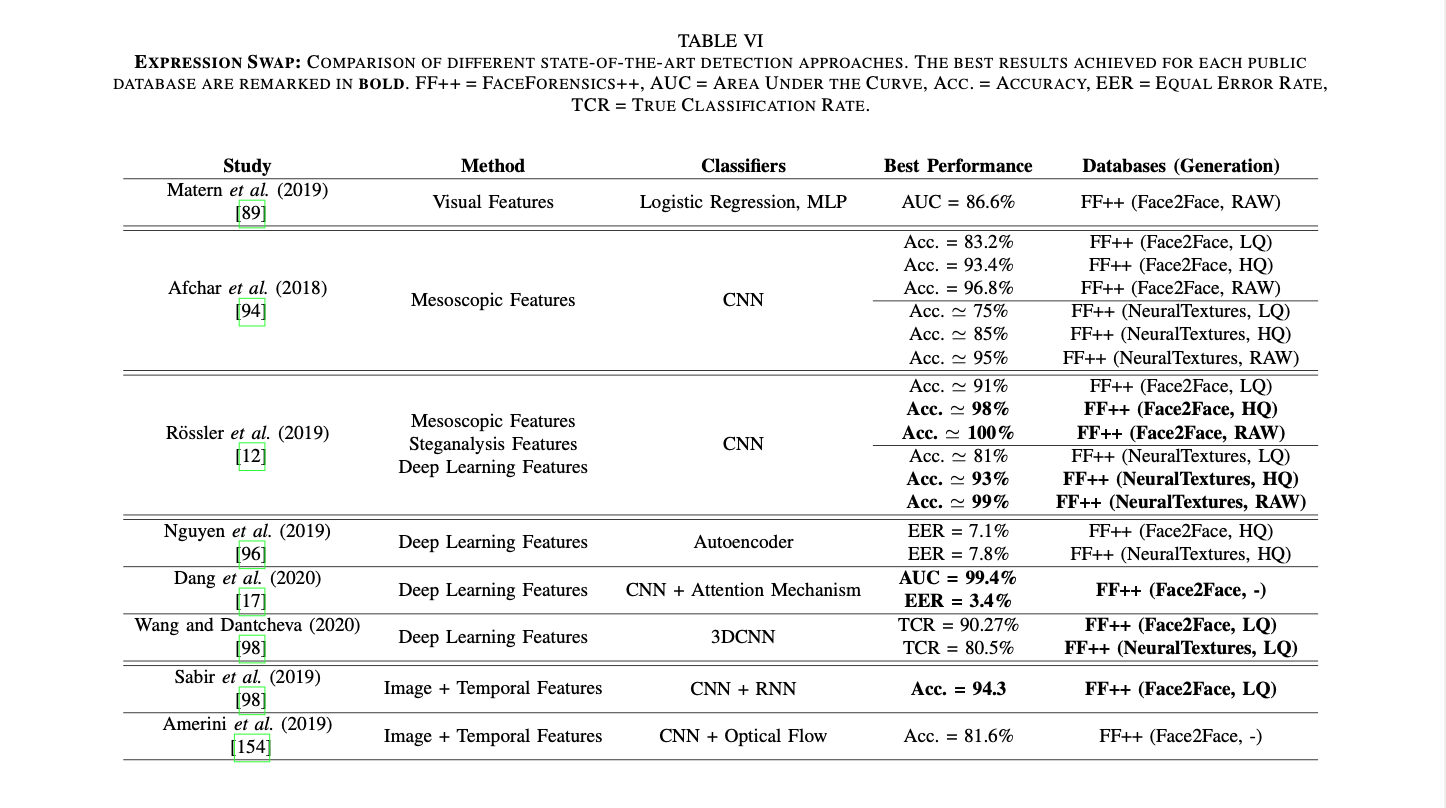 TABLE VI
EXPRESSION SWAP: COMPARISON OF DIFFERENT STATE-OF-THE-ART DETECTION APPROACHES. THE BEST RESULTS ACHIEVED FOR EACH PUBLIC
DATABASE ARE REMARKED IN BOLD. FF++ = FACEFORENSICS++, AUC = AREA UNDER THE CURVE, ACC. = ACCURACY, EER = EQUAL ERROR RATE,
TCR = TRUE CLASSIFICATION RATE.
Study Method Classifiers Best Performance Databases (Generation)
Matern et al. (2019)
[89] Visual Features Logistic Regression, MLP AUC = 86.6% FF++ (Face2Face, RAW)
Acc. = 83.2% FF++ (Face2Face, LQ)
Acc. = 93.4% FF++ (Face2Face, HQ)
Afchar et al. (2018) Acc. = 96.8% FF++ (Face2Face, RAW)
[94] Mesoscopic Features CNN Acc. ≃ 75% FF++ (NeuralTextures, LQ)
Acc. ≃ 85% FF++ (NeuralTextures, HQ)
Acc. ≃ 95% FF++ (NeuralTextures, RAW)
Acc. ≃ 91% FF++ (Face2Face, LQ)
Mesoscopic Features Acc. ≃ 98% FF++ (Face2Face, HQ)
Rössler et al. (2019) Steganalysis Features CNN Acc. ≃ 100% FF++ (Face2Face, RAW)
[12] Deep Learning Features Acc. ≃ 81% FF++ (NeuralTextures, LQ)
Acc. ≃ 93% FF++ (NeuralTextures, HQ)
Acc. ≃ 99% FF++ (NeuralTextures, RAW)
Nguyen et al. (2019) EER = 7.1% FF++ (Face2Face, HQ)
[96] Deep Learning Features Autoencoder EER = 7.8% FF++ (NeuralTextures, HQ)
Dang et al. (2020) AUC = 99.4%
[17] Deep Learning Features CNN + Attention Mechanism EER = 3.4% FF++ (Face2Face, -)
Wang and Dantcheva (2020) TCR = 90.27% FF++ (Face2Face, LQ)
[98] Deep Learning Features 3DCNN TCR = 80.5% FF++ (NeuralTextures, LQ)
Sabir et al. (2019)
[98] Image + Temporal Features CNN + RNN Acc. = 94.3 FF++ (Face2Face, LQ)
Amerini et al. (2019)
[154] Image + Temporal Features CNN + Optical Flow Acc. = 81.6% FF++ (Face2Face, -)